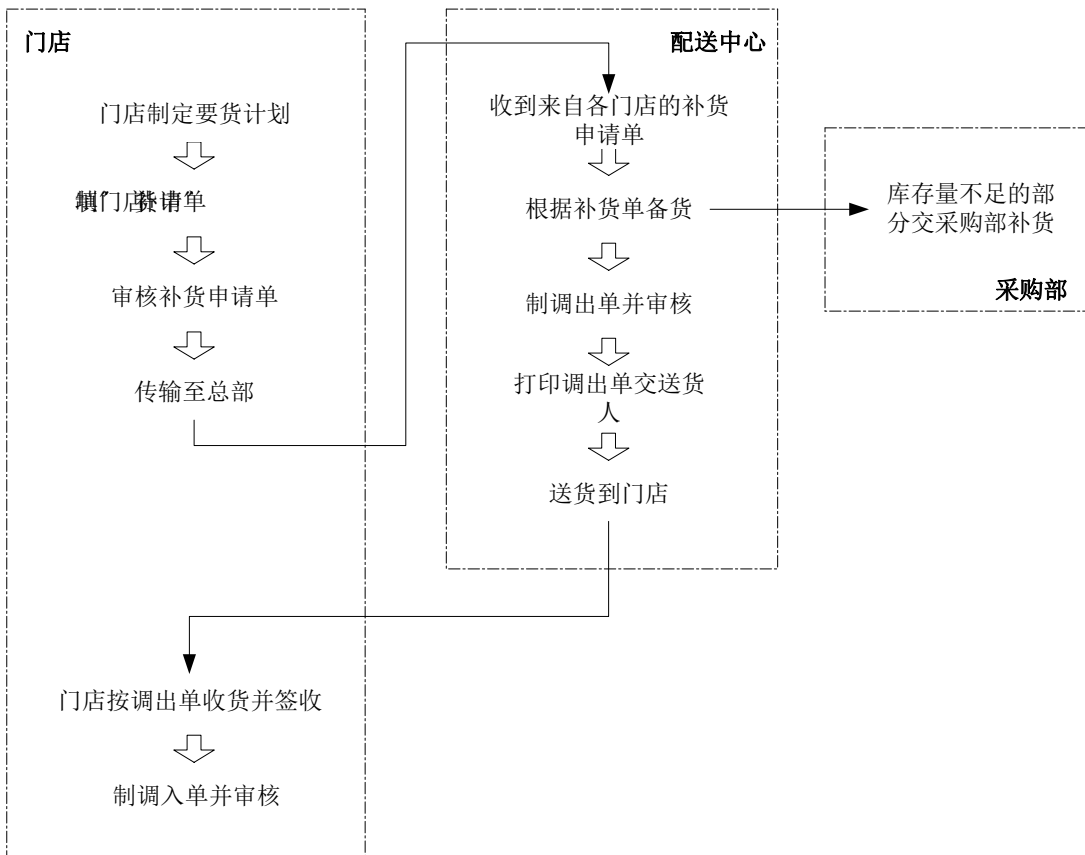 门店
门店制定要货计划
审核补货申请单
传输至总部
门店按调出单收货并签收
制调入单并审核
配送中心
收到来自各门店的补货
申请单
根据补货单备货
制调出单并审核
打印调出单交送货
人
送货到门店
库存量不足的部
分交采购部补货
采购部